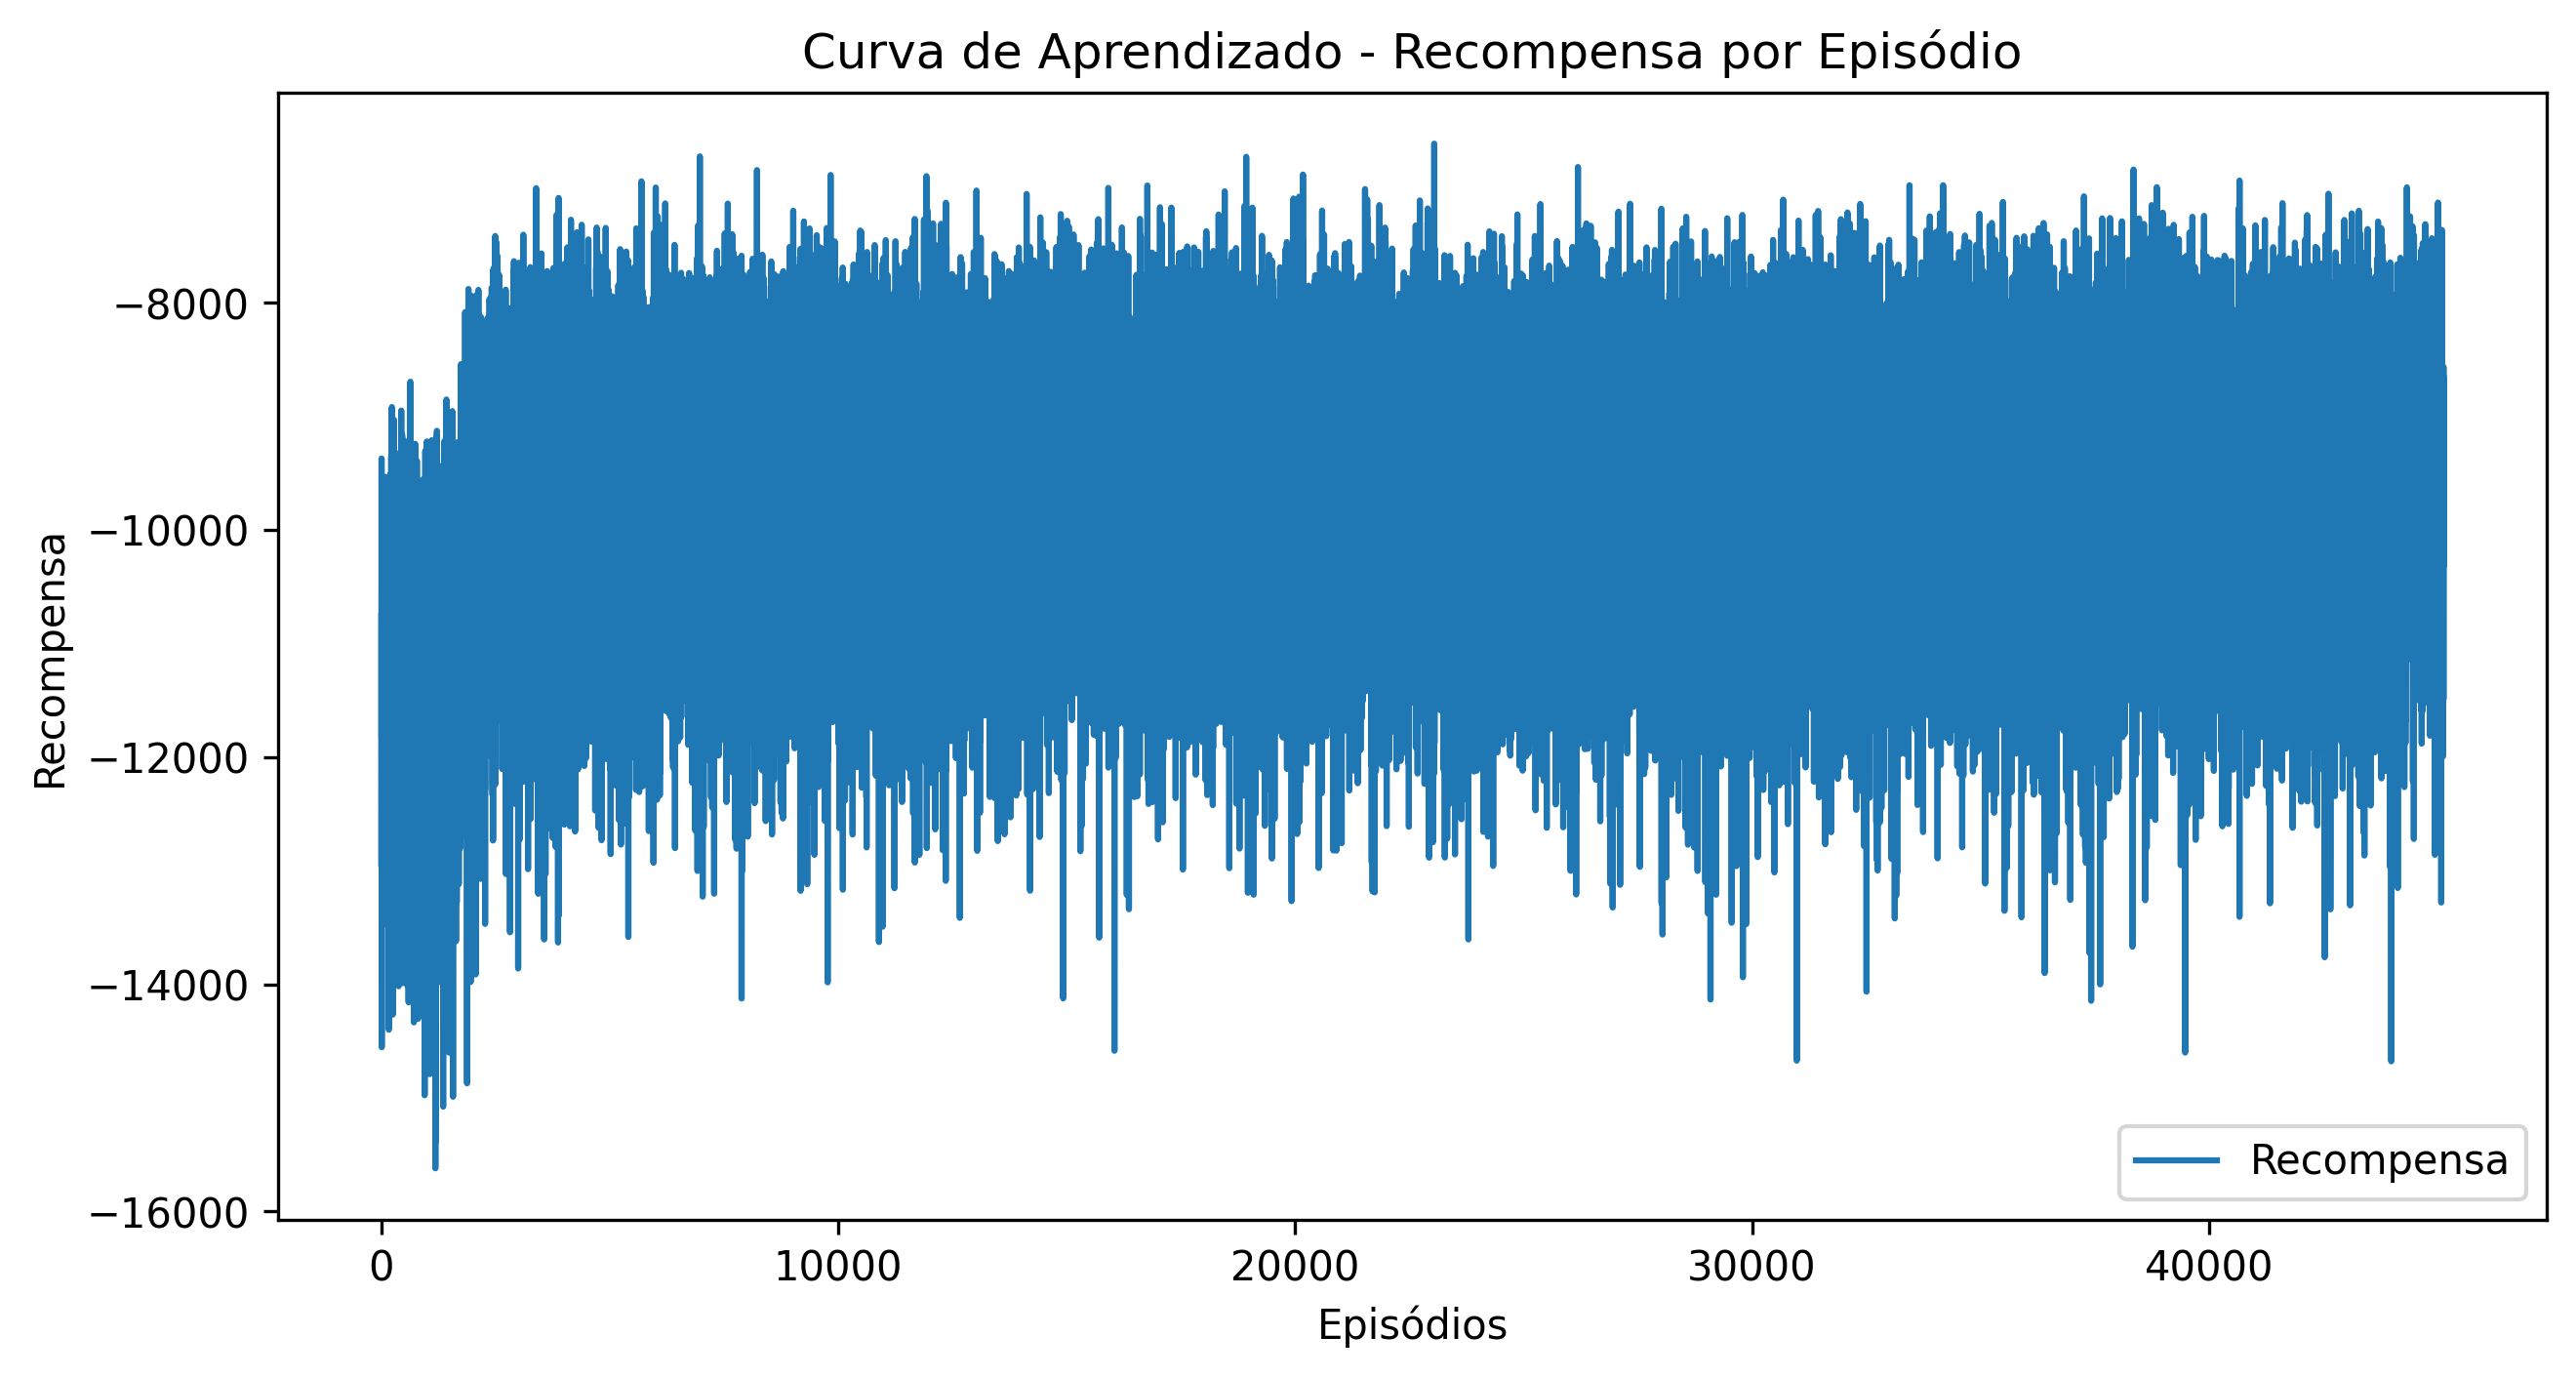 Curva de Aprendizado - Recompensa por Episódio
−8000
−10000
−12000
−14000
−16000
Recompensa
Recompensa
0 10000 20000 30000 40000
Episódios